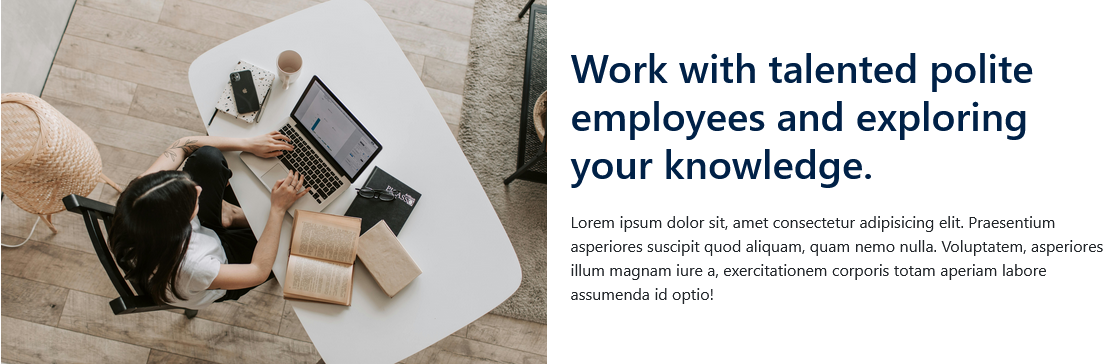 Work with talented polite
employees and exploring
your knowledge.
Lorem ipsum dolor sit, amet consectetur adipisicing elit. Praesentium
asperiores suscipit quod aliquam, quam nemo nulla. Voluptatem, asperiores
illum magnam iure a, exercitationem corporis totam aperiam labore
assumenda id optio!
PICASSO